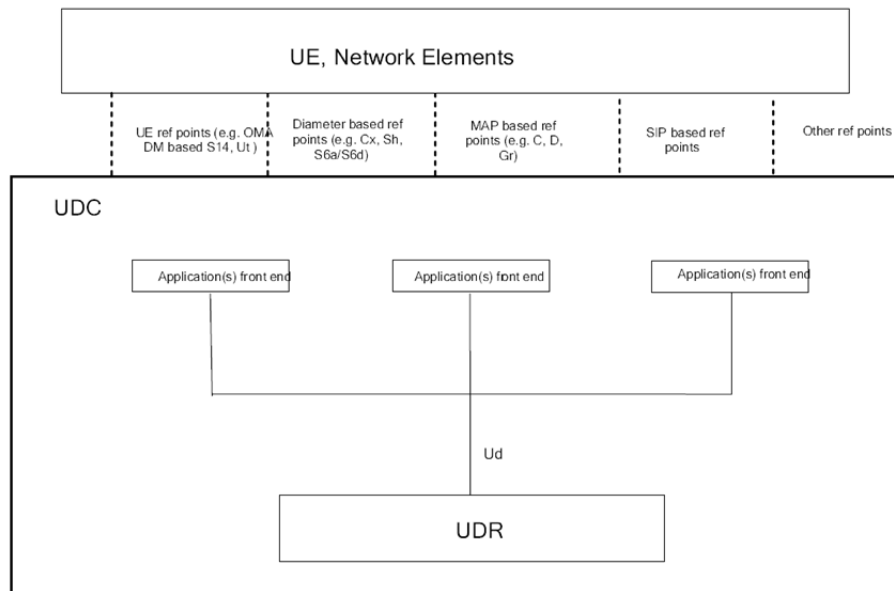 UE, Network Elements
UE ref points (e.g. OMA
DM based S14, Ut )
Diameter based ref
points (e.g. Cx, Sh,
S6a/S6d)
MAP based ref
points (e.g. C, D,
Gr)
SIP based ref
points
Other ref points
UDC
Application(s) front end
Application(s) front end
Application(s) front end
Ud
UDR